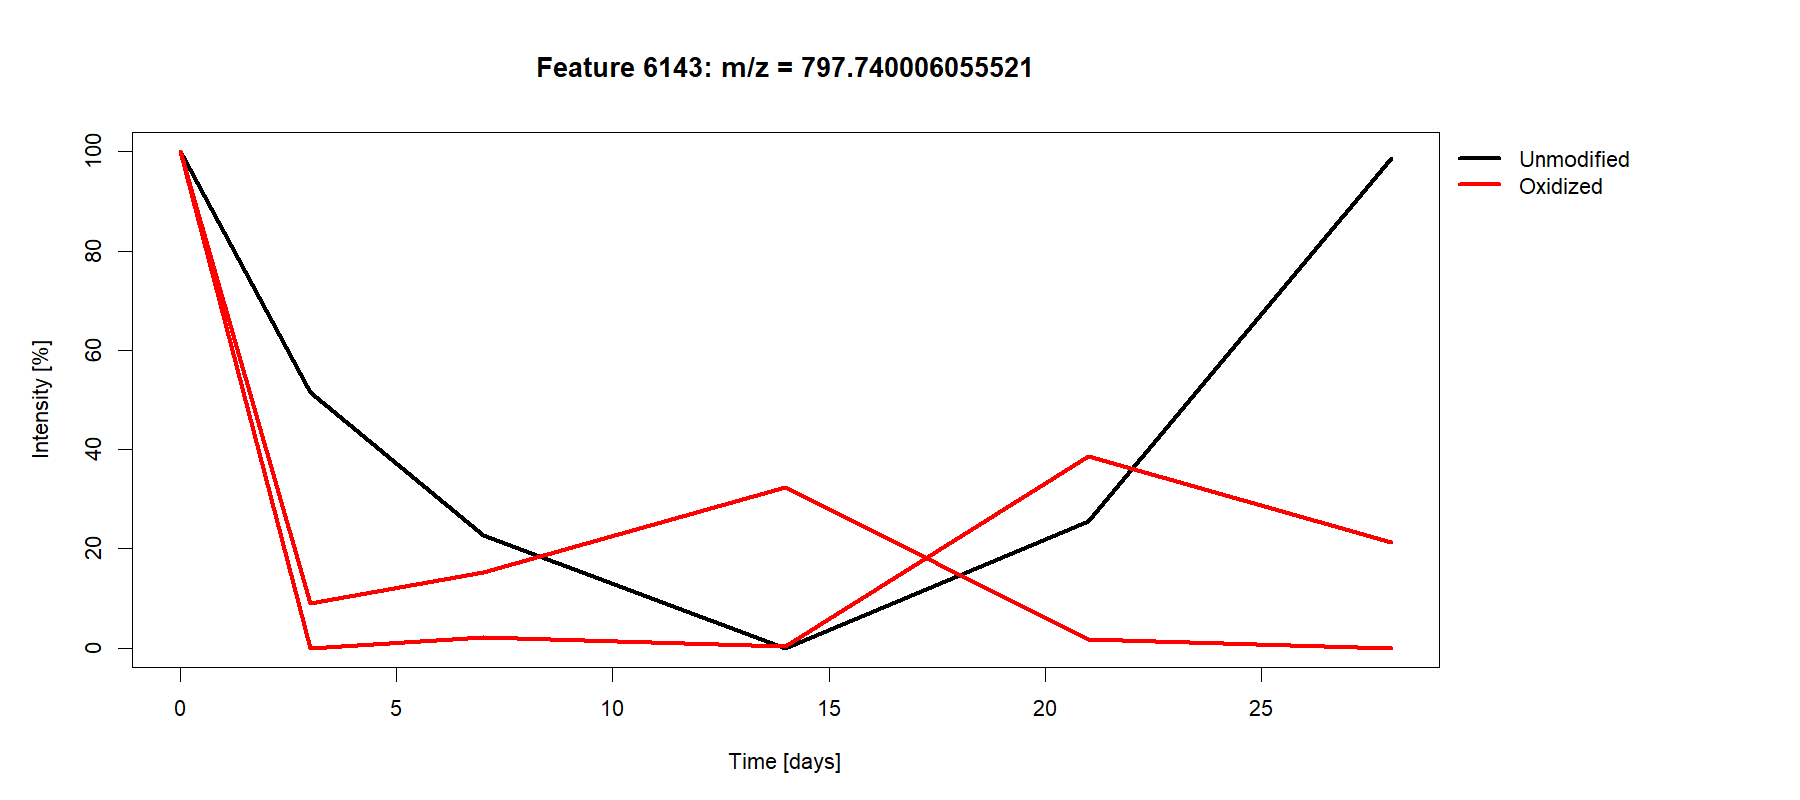 Feature 6143: m/z = 797.740006055521
Unmodified
Oxidized
Intensity [%]
100
80
60
40
20
0
0 5 10 15 20 25
Time [days]